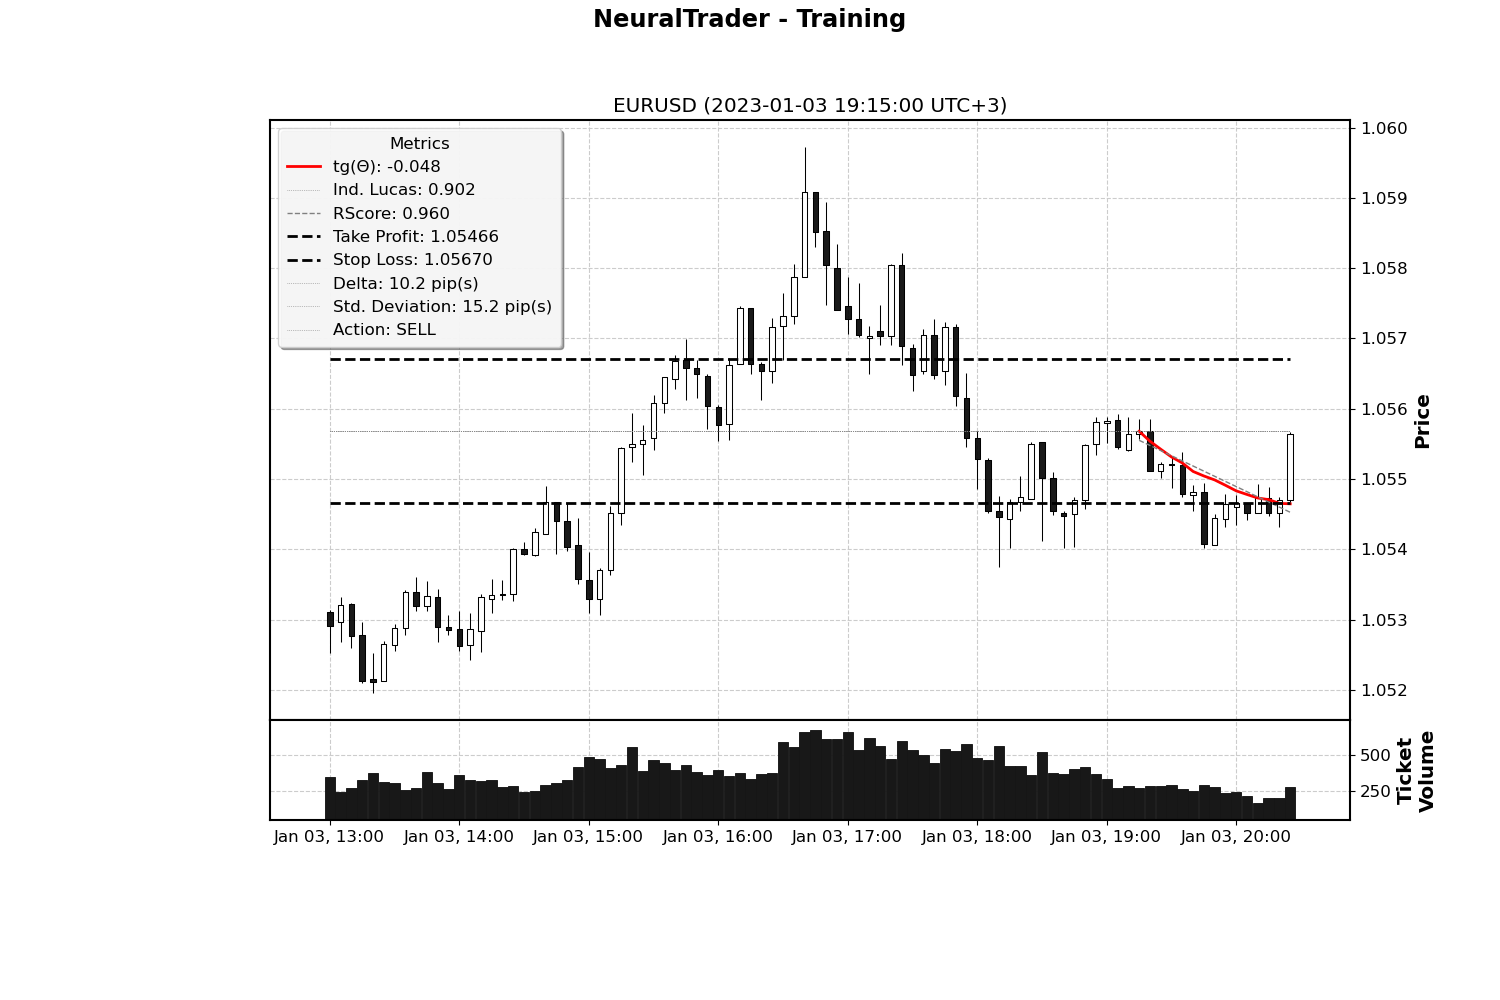 NeuralTrader - Training
EURUSD (2023-01-03 19:15:00 UTC+3)
Metrics
tg(Θ): -0.048
Ind. Lucas: 0.902
RScore: 0.960
Take Profit: 1.05466
Stop Loss: 1.05670
Delta: 10.2 pip(s)
Std. Deviation: 15.2 pip(s)
Action: SELL
1.060
1.059
1.058
1.057
1.056
1.055
1.054
1.053
1.052
Price
500
250
Ticket
Volume
Jan 03, 13:00
Jan 03, 14:00
Jan 03, 15:00
Jan 03, 16:00
Jan 03, 17:00
Jan 03, 18:00
Jan 03, 19:00
Jan 03, 20:00